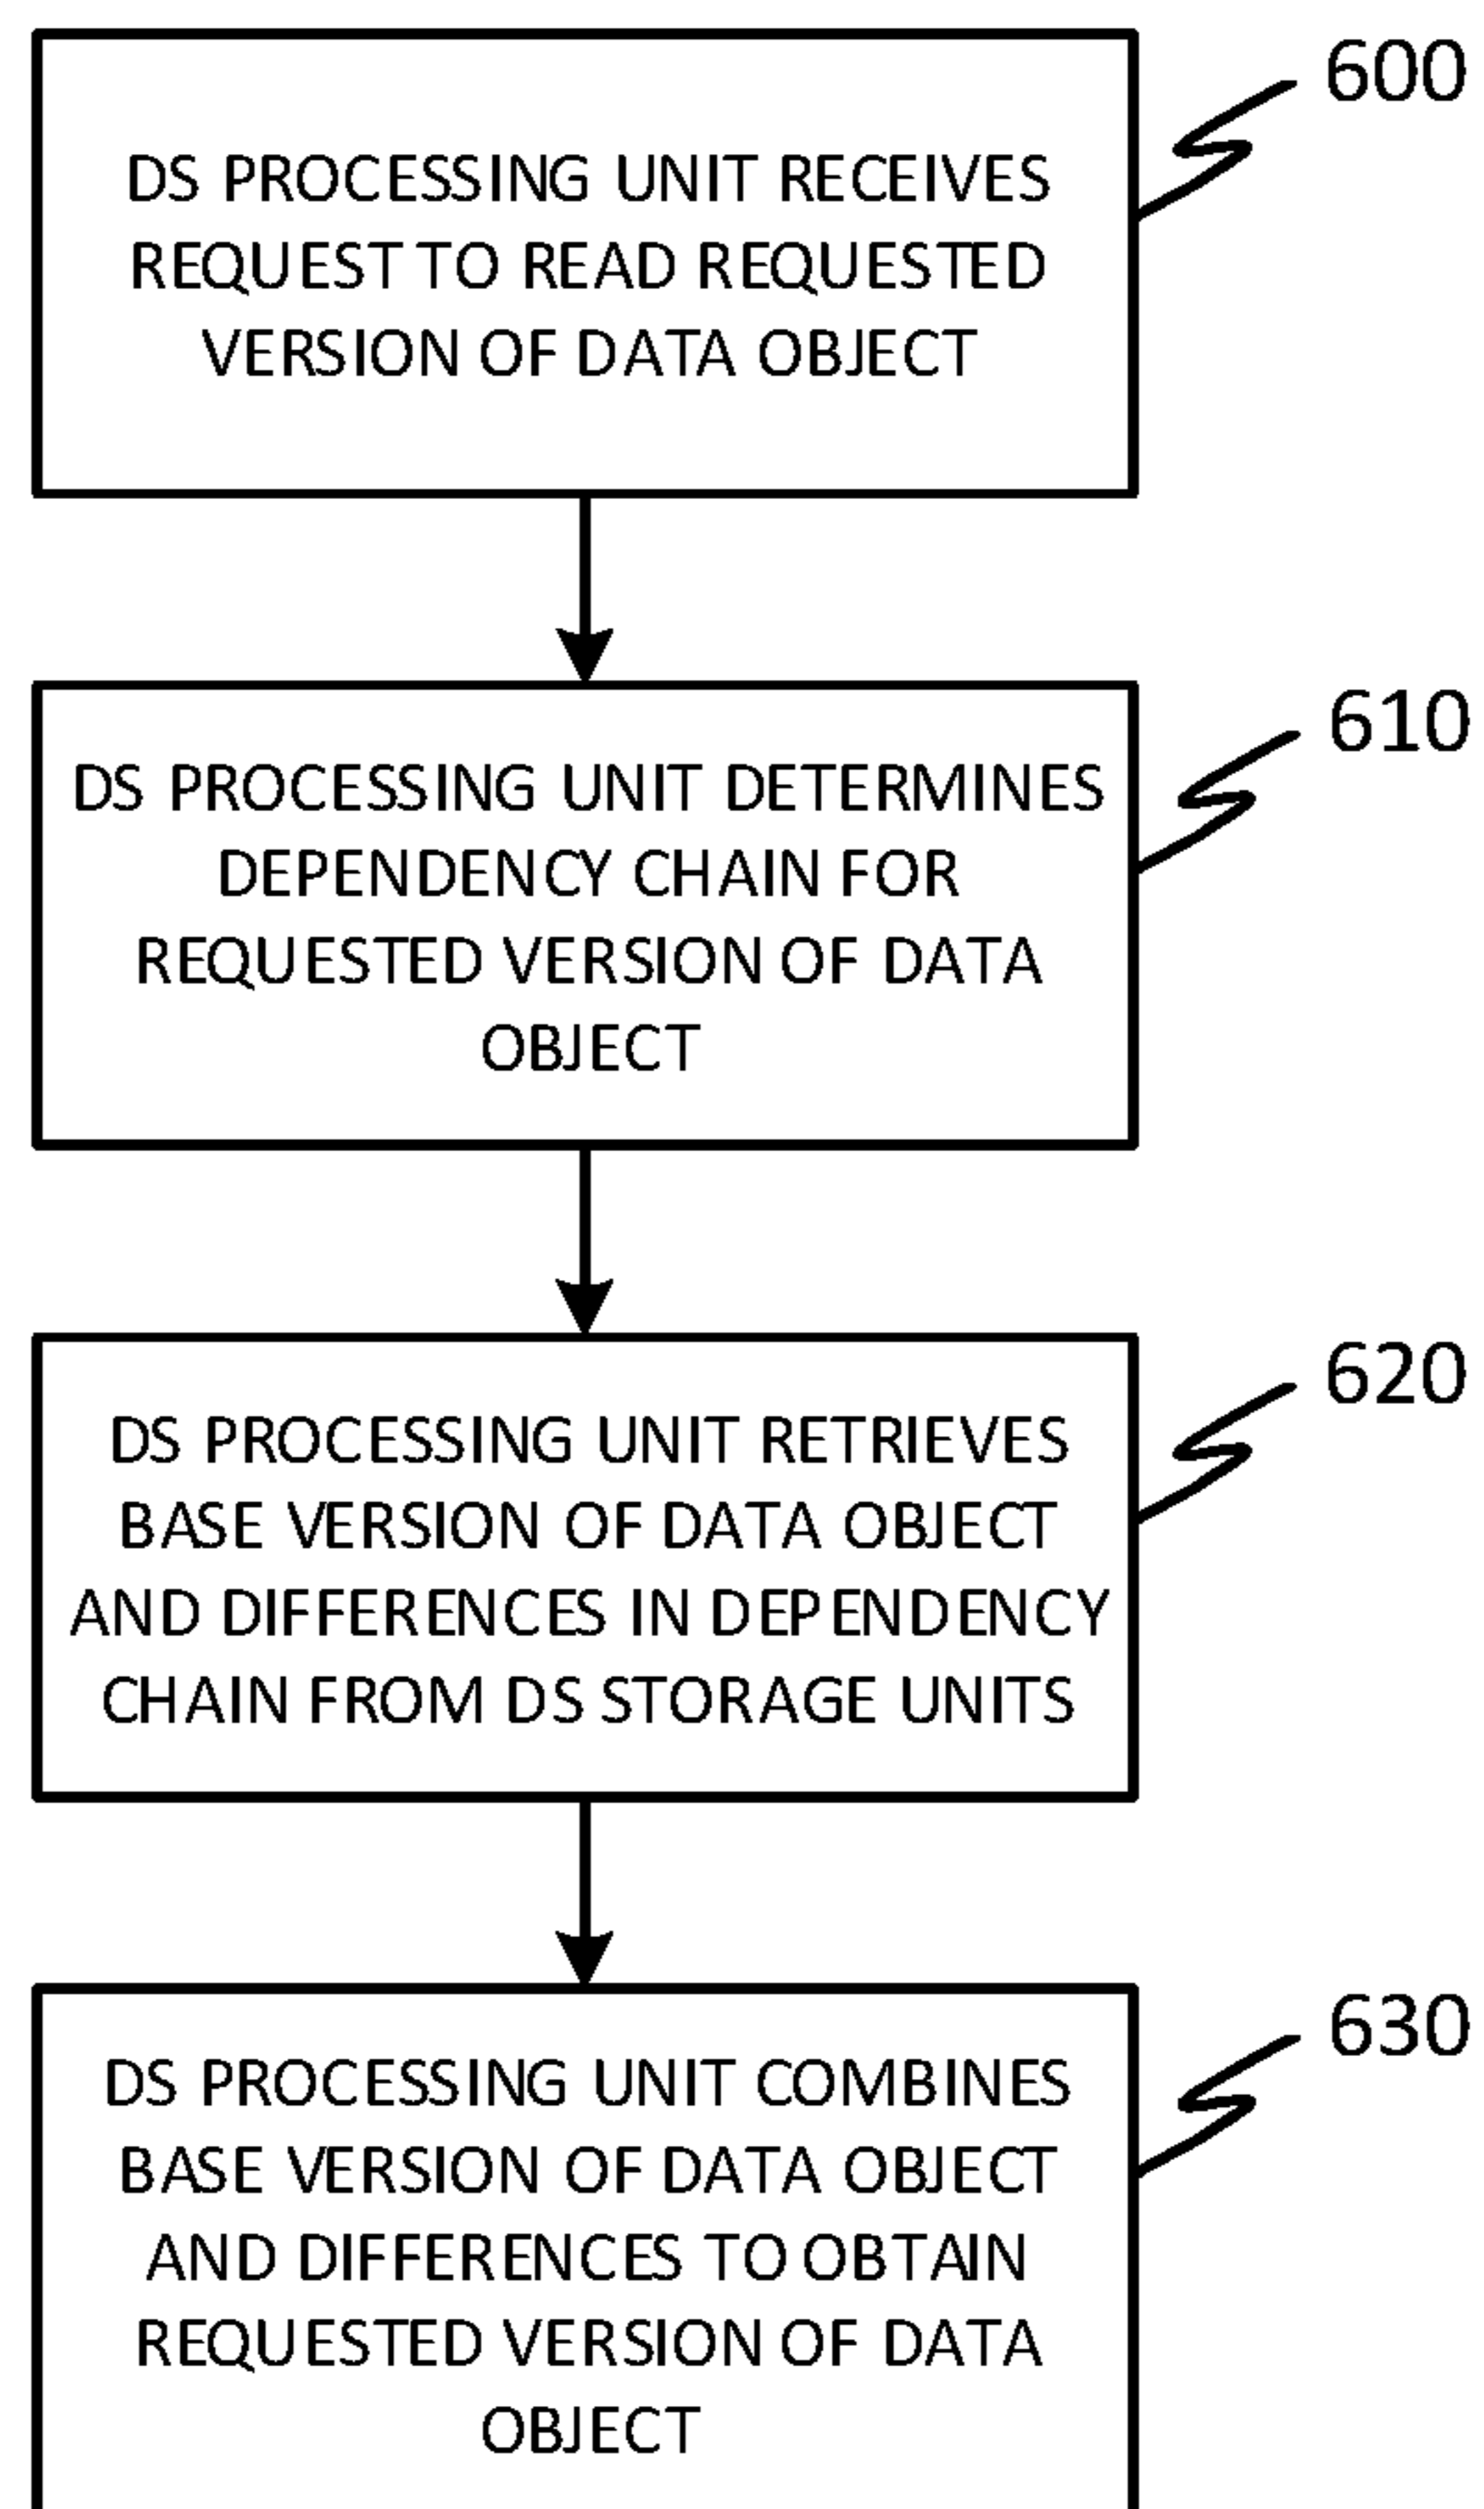 600
DS PROCESSING UNIT RECEIVES
REQUEST TO READ REQUESTED
VERSION OF DATA OBJECT
610
DS PROCESSING UNIT DETERMINES
DEPENDENCY CHAIN FOR
REQUESTED VERSION OF DATA
OBJECT
620
DS PROCESSING UNIT RETRIEVES
BASE VERSION OF DATA OBJECT
AND DIFFERENCES IN DEPENDENCY
CHAIN FROM DS STORAGE UNITS
630
DS PROCESSING UNIT COMBINES
BASE VERSION OF DATA OBJECT
AND DIFFERENCES TO OBTAIN
REQUESTED VERSION OF DATA
OBJECT